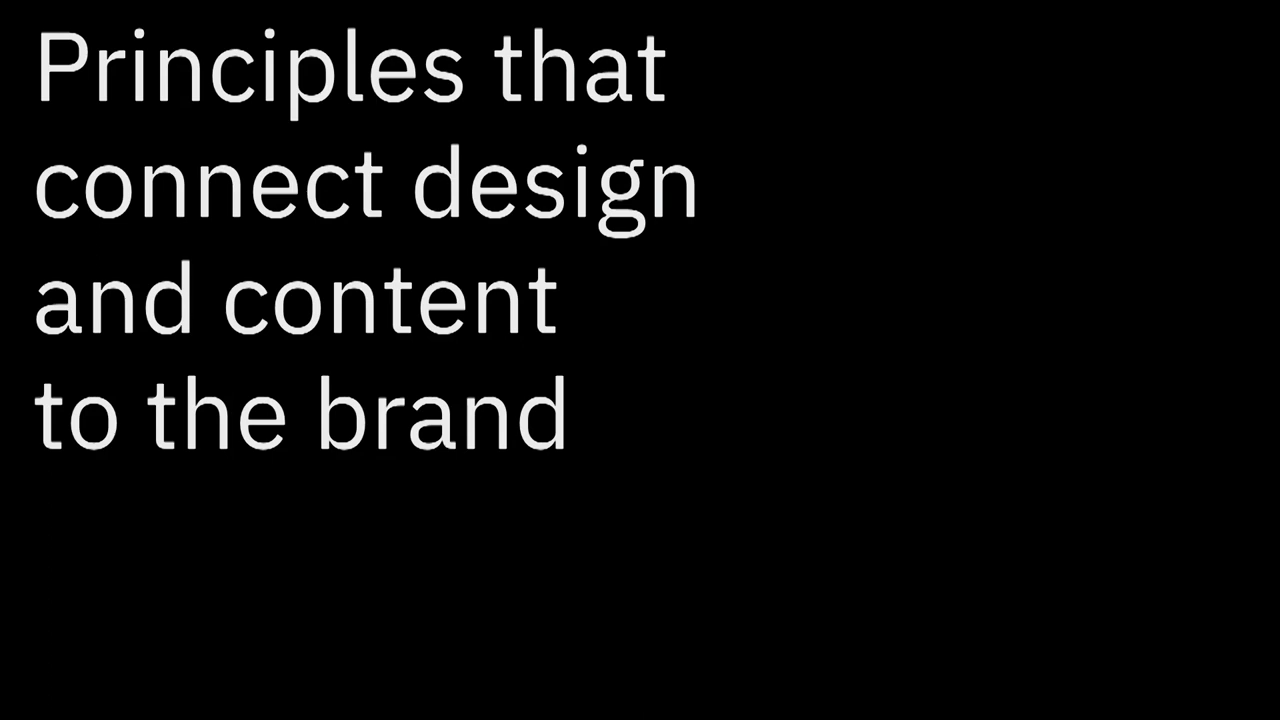 Principles that
connect design
and content
to the brand